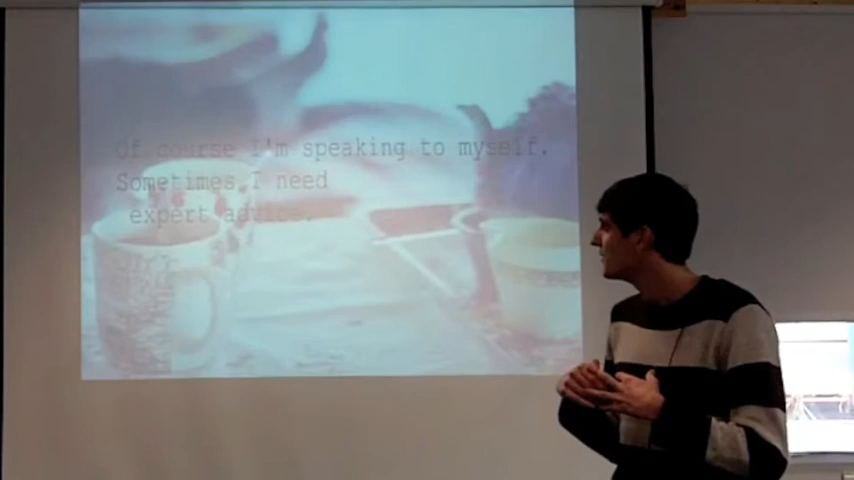 Of course I'm speaking to myself.
Sometimes I need
expert advice.